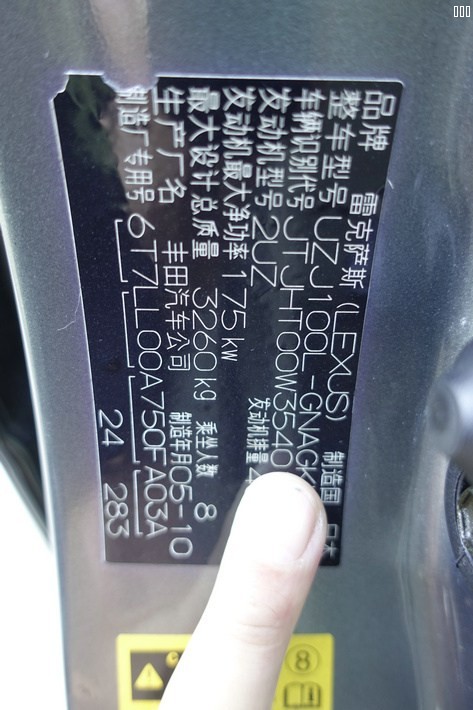 品牌 雷克萨斯 (LEXUS) 制造国 日本
整车型号 UZJ100L-GNAGK
车辆识别代号 JTJHT00W3540
发动机型号 2UZ 发动机排量
发动机最大净功率 175 kw
最大设计总质量 3260 kg 乘坐人数 8
生产厂名 丰田汽车公司 制造年月 05-10
制造厂专用号 6T7LL00A750FA03A
24 283
8